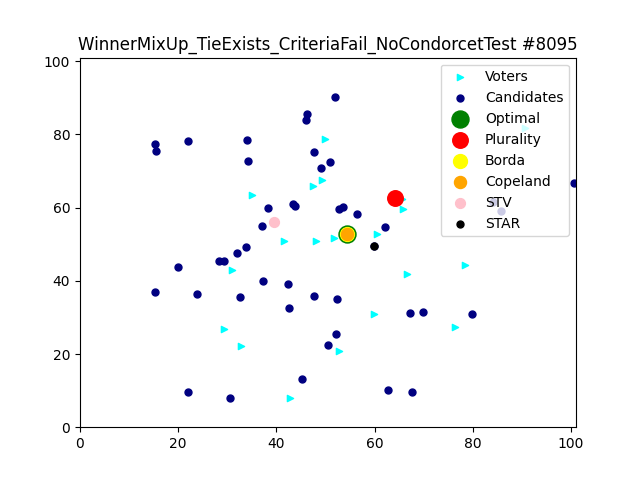 WinnerMixUp_TieExists_CriteriaFail_NoCondorcetTest #8095
100
80
60
40
20
0
0 20 40 60 80 100
Voters
Candidates
Optimal
Plurality
Borda
Copeland
STV
STAR